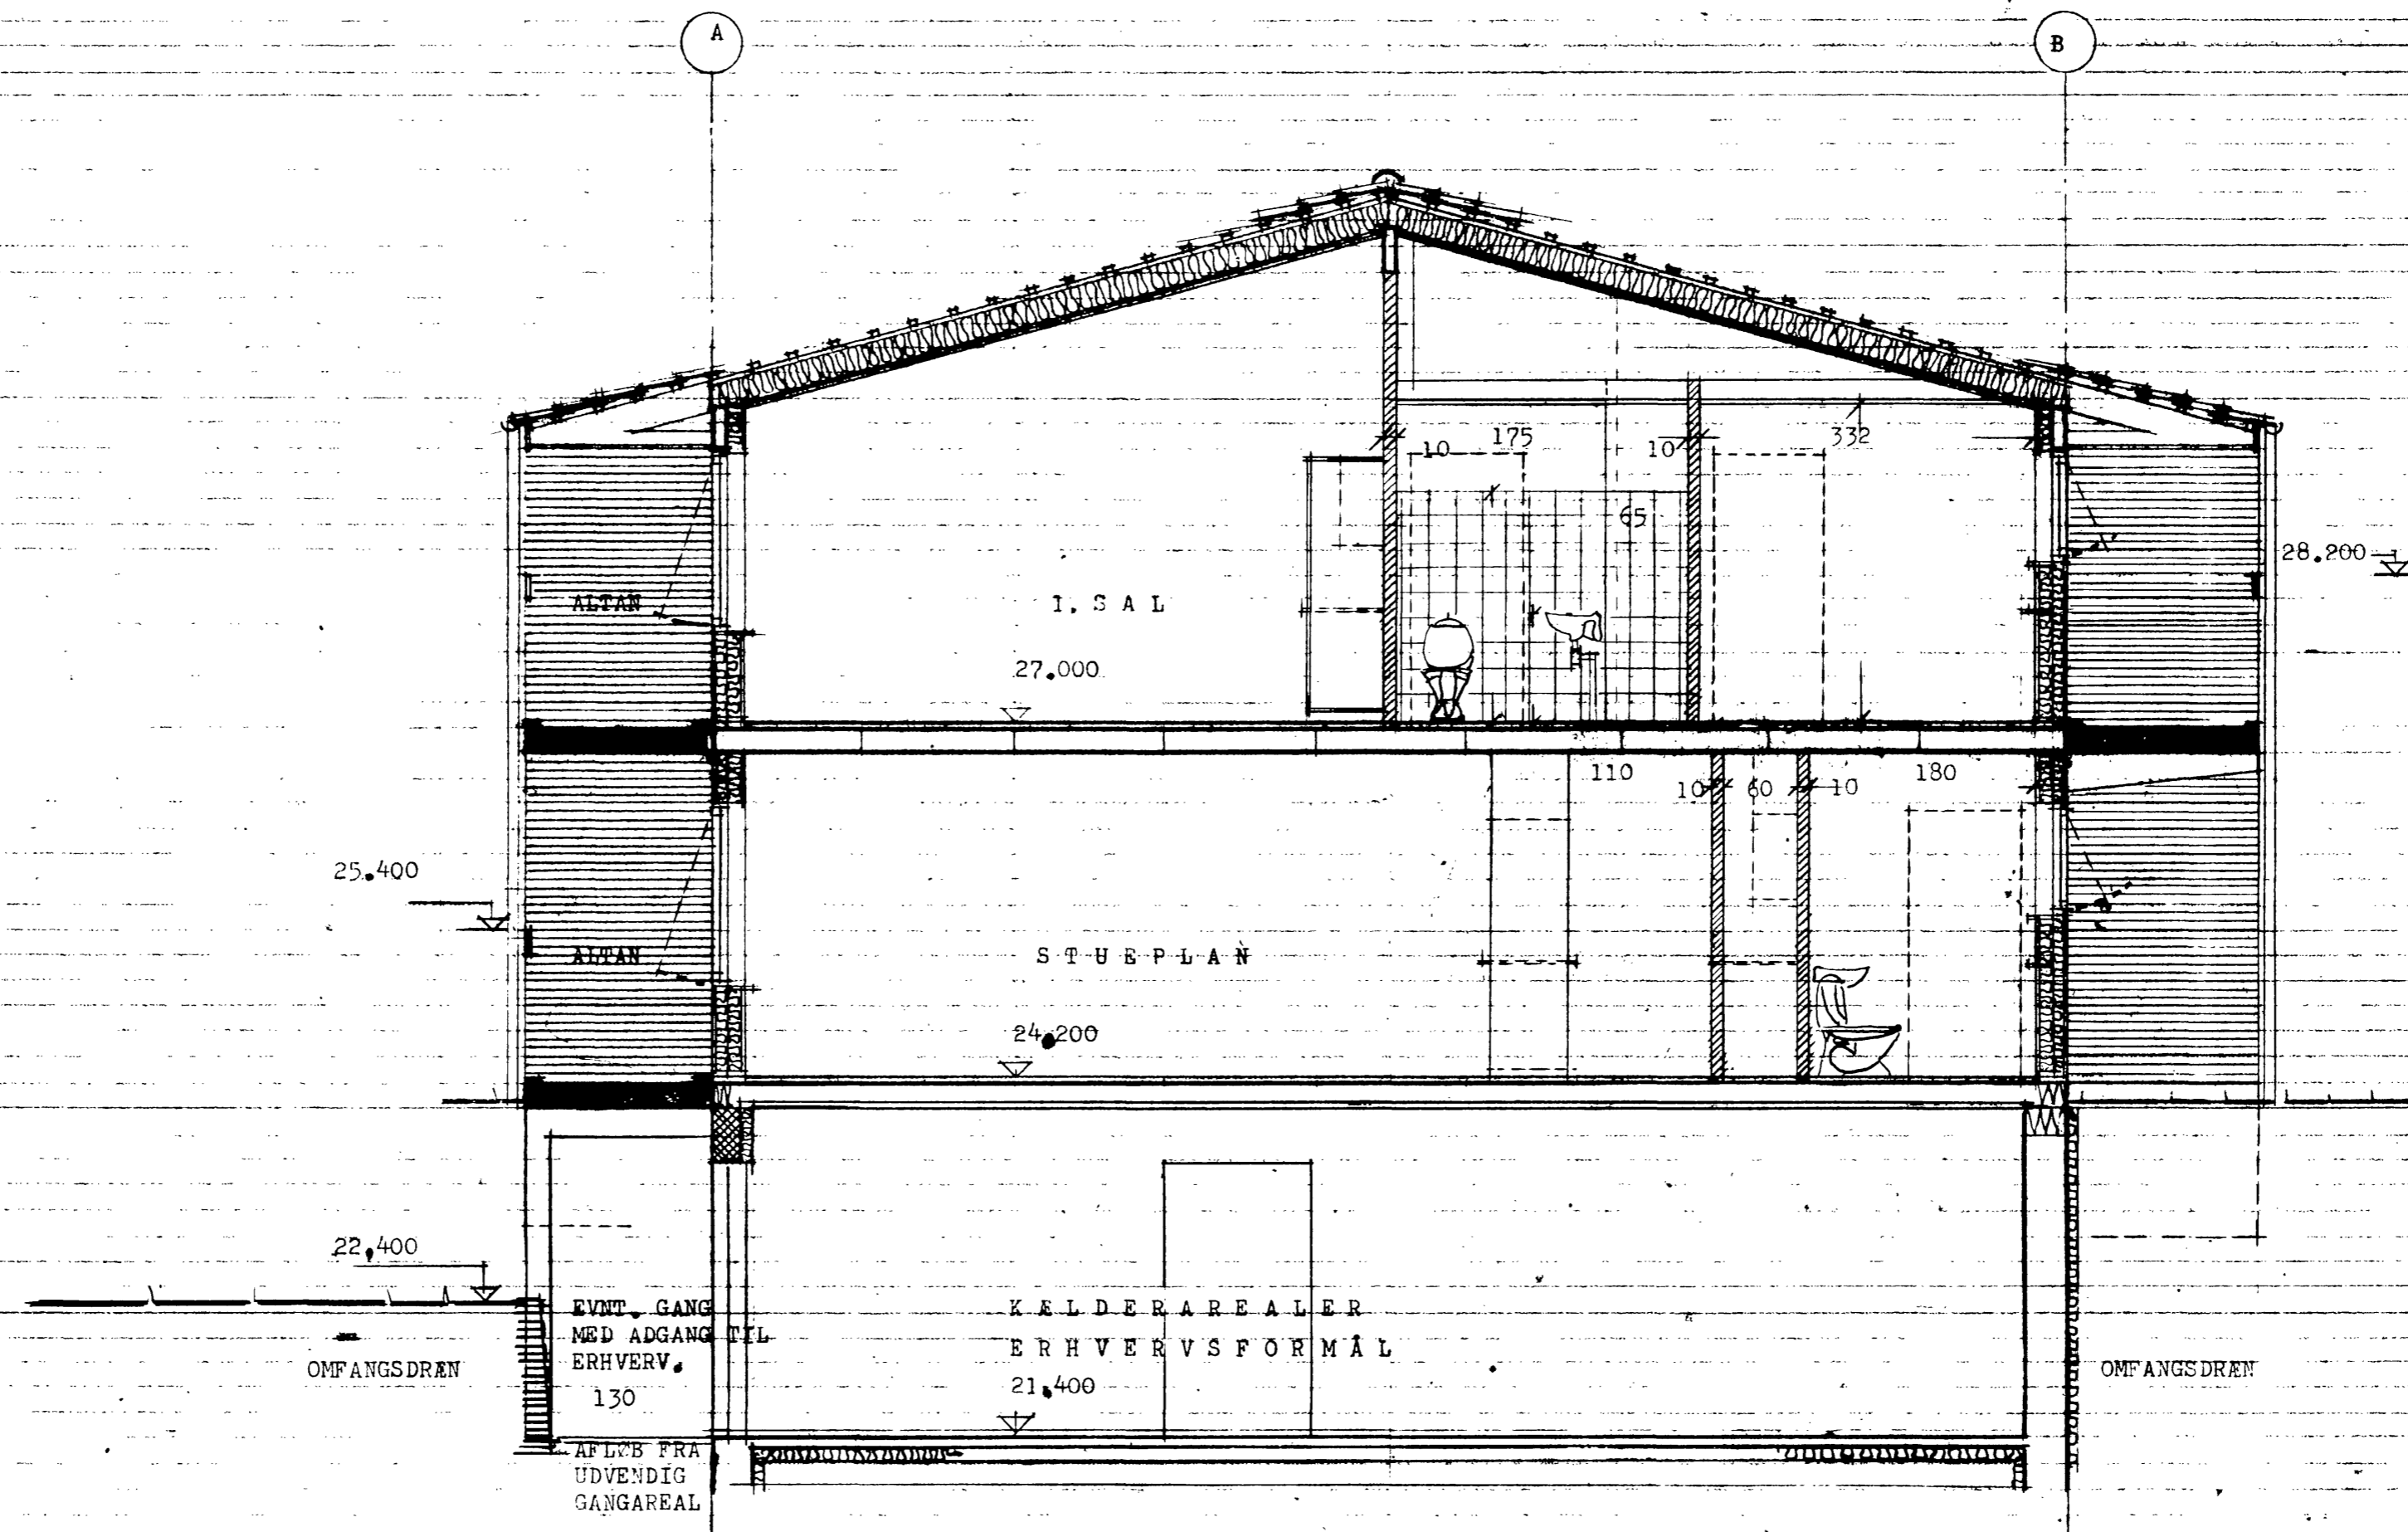 A
B
10
175
10
332
65
28.200
ALTAN
1. SAL
27.000
110
10
60
10
180
25.400
ALTAN
STUEPLAN
24.200
22.400
EVNT. GANG
MED ADGANG TIL
ERHVERV.
130
KÆLDERAREALER
ERHVERVSFORMÅL
21.400
OMFANGSDRÆN
OMFANGSDRÆN
AFLØB FRA
UDVENDIG
GANGAREAL